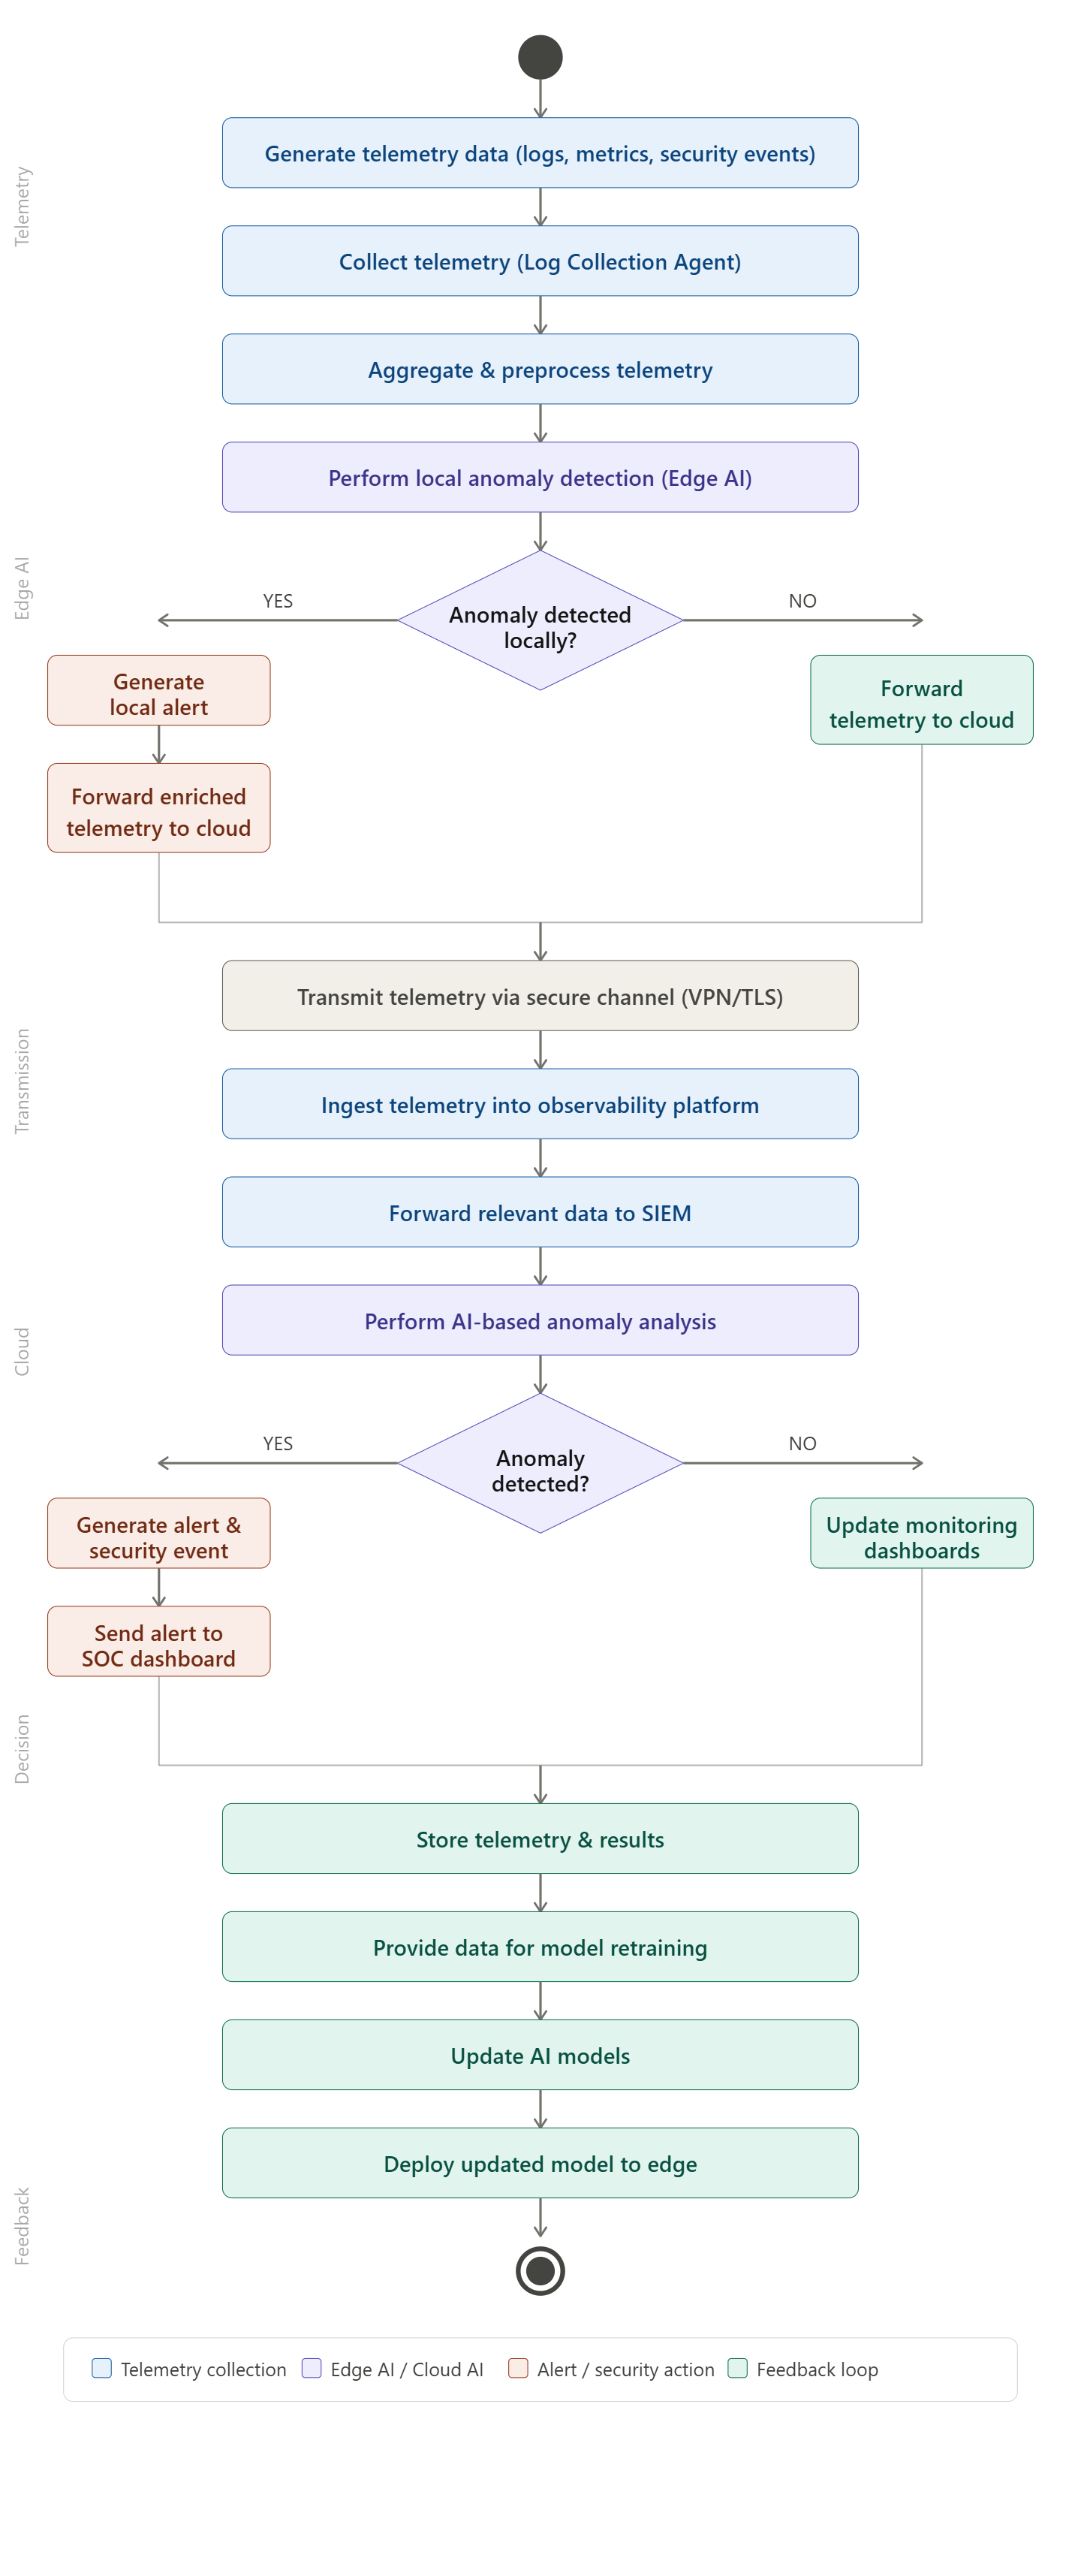 Telemetry
Generate telemetry data (logs, metrics, security events)
Collect telemetry (Log Collection Agent)
Aggregate & preprocess telemetry
Perform local anomaly detection (Edge AI)
Edge AI
Anomaly detected
locally?
YES
NO
Generate
local alert
Forward enriched
telemetry to cloud
Forward
telemetry to cloud
Transmission
Transmit telemetry via secure channel (VPN/TLS)
Ingest telemetry into observability platform
Forward relevant data to SIEM
Cloud
Perform AI-based anomaly analysis
Anomaly
detected?
YES
NO
Generate alert &
security event
Send alert to
SOC dashboard
Update monitoring
dashboards
Decision
Store telemetry & results
Provide data for model retraining
Update AI models
Deploy updated model to edge
Feedback
Telemetry collection
Edge AI / Cloud AI
Alert / security action
Feedback loop